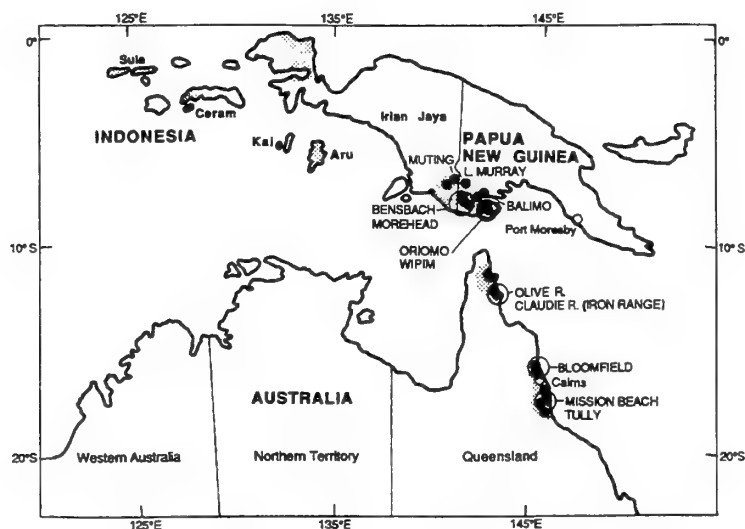 125°E 135°E 145°E
0° 0°
Sula
Ceram
Irian Jaya
INDONESIA
PAPUA
NEW GUINEA
Kai
Aru
MUTING
L. MURRAY
BENSBACH
MOREHEAD
BALIMO
ORIOMO
WIPIM
Port Moresby
10°S 10°S
OLIVE R.
CLAUDIE R. (IRON RANGE)
BLOOMFIELD
Cairns
MISSION BEACH
TULLY
AUSTRALIA
Western Australia Northern Territory Queensland
20°S 20°S
125°E 135°E 145°E